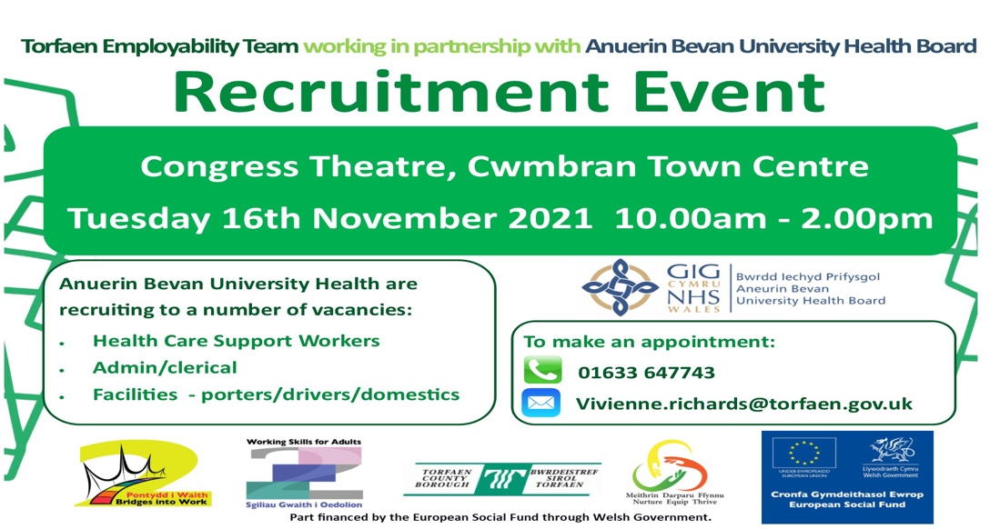 Torfaen Employability Team working in partnership with Anuerin Bevan University Health Board
Recruitment Event
Congress Theatre, Cwmbran Town Centre
Tuesday 16th November 2021 10.00am - 2.00pm
Anuerin Bevan University Health are
recruiting to a number of vacancies:
• Health Care Support Workers
• Admin/clerical
• Facilities - porters/drivers/domestics
GIG
CYMRU
NHS
WALES
Bwrdd Iechyd Prifysgol
Aneurin Bevan
University Health Board
To make an appointment:
01633 647743
Vivienne.richards@torfaen.gov.uk
Pontydd i Waith
Bridges into Work
Working Skills for Adults
2
Sgiliau Gwaith i Oedolion
TORFAEN
COUNTY
BOROUGH
BWRDEISTREF
SIROL
TORFAEN
Meithrin Darparu Ffynnu
Nurture Equip Thrive
UNDEB EWROPEAIDD
EUROPEAN UNION
Llywodraeth Cymru
Welsh Government
Cronfa Gymdeithasol Ewrop
European Social Fund
Part financed by the European Social Fund through Welsh Government.